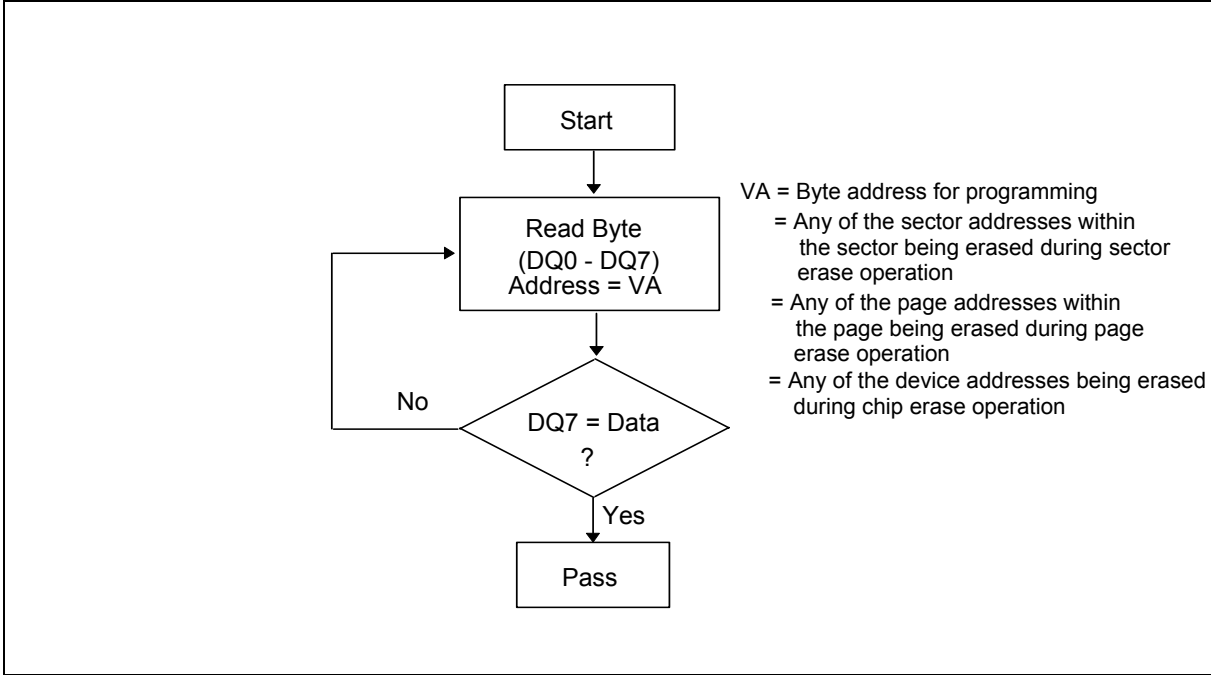 Start
Read Byte
(DQ0 - DQ7)
Address = VA
VA = Byte address for programming
= Any of the sector addresses within
the sector being erased during sector
erase operation
= Any of the page addresses within
the page being erased during page
erase operation
= Any of the device addresses being erased
during chip erase operation
No
DQ7 = Data
?
Yes
Pass